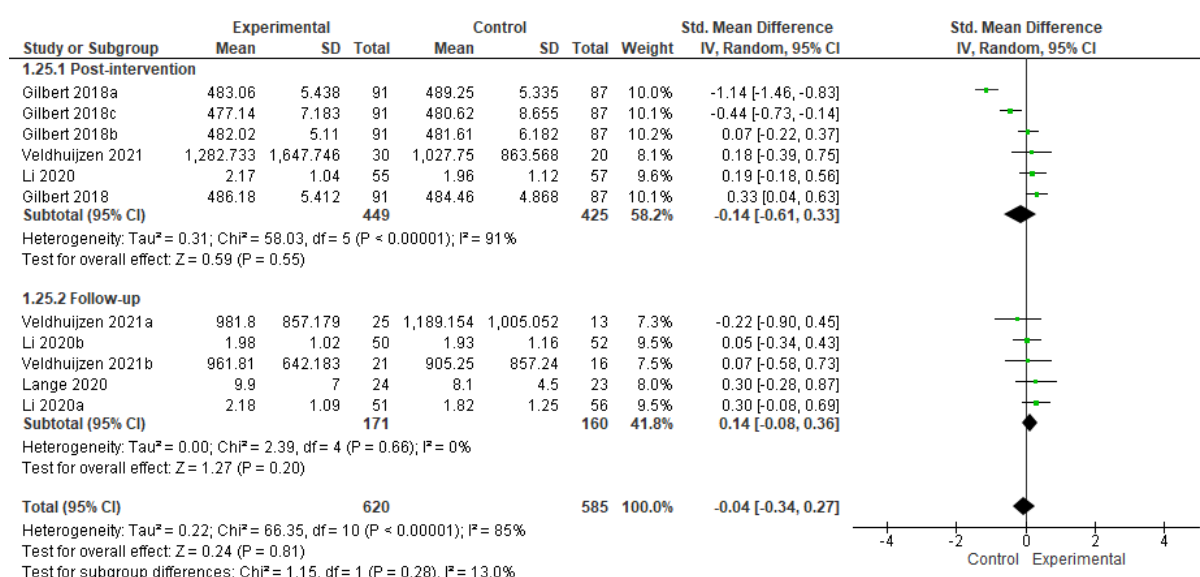 Experimental Control Std. Mean Difference Std. Mean Difference
Study or Subgroup Mean SD Total Mean SD Total Weight IV, Random, 95% CI IV, Random, 95% CI
1.25.1 Post-intervention
Gilbert 2018a 483.06 5.438 91 489.25 5.335 87 10.0% -1.14 [-1.46, -0.83]
Gilbert 2018c 477.14 7.183 91 480.62 8.655 87 10.1% -0.44 [-0.73, -0.14]
Gilbert 2018b 482.02 5.11 91 481.61 6.182 87 10.2% 0.07 [-0.22, 0.37]
Veldhuijzen 2021 1,282.733 1,647.746 30 1,027.75 863.568 20 8.1% 0.18 [-0.39, 0.75]
Li 2020 2.17 1.04 55 1.96 1.12 57 9.6% 0.19 [-0.18, 0.56]
Gilbert 2018 486.18 5.412 91 484.46 4.868 87 10.1% 0.33 [0.04, 0.63]
Subtotal (95% CI) 449 425 58.2% -0.14 [-0.61, 0.33]
Heterogeneity: Tau² = 0.31; Chi² = 58.03, df = 5 (P < 0.00001); I² = 91%
Test for overall effect: Z = 0.59 (P = 0.55)
1.25.2 Follow-up
Veldhuijzen 2021a 981.8 857.179 25 1,189.154 1,005.052 13 7.3% -0.22 [-0.90, 0.45]
Li 2020b 1.98 1.02 50 1.93 1.16 52 9.5% 0.05 [-0.34, 0.43]
Veldhuijzen 2021b 961.81 642.183 21 905.25 857.24 16 7.5% 0.07 [-0.58, 0.73]
Lange 2020 9.9 7 24 8.1 4.5 23 8.0% 0.30 [-0.28, 0.87]
Li 2020a 2.18 1.09 51 1.82 1.25 56 9.5% 0.30 [-0.08, 0.69]
Subtotal (95% CI) 171 160 41.8% 0.14 [-0.08, 0.36]
Heterogeneity: Tau² = 0.00; Chi² = 2.39, df = 4 (P = 0.66); I² = 0%
Test for overall effect: Z = 1.27 (P = 0.20)
Total (95% CI) 620 585 100.0% -0.04 [-0.34, 0.27]
Heterogeneity: Tau² = 0.22; Chi² = 66.35, df = 10 (P < 0.00001); I² = 85%
Test for overall effect: Z = 0.24 (P = 0.81)
Test for subgroup differences: Chi² = 1.15, df = 1 (P = 0.28), I² = 13.0%
-4 -2 0 2 4
Control Experimental